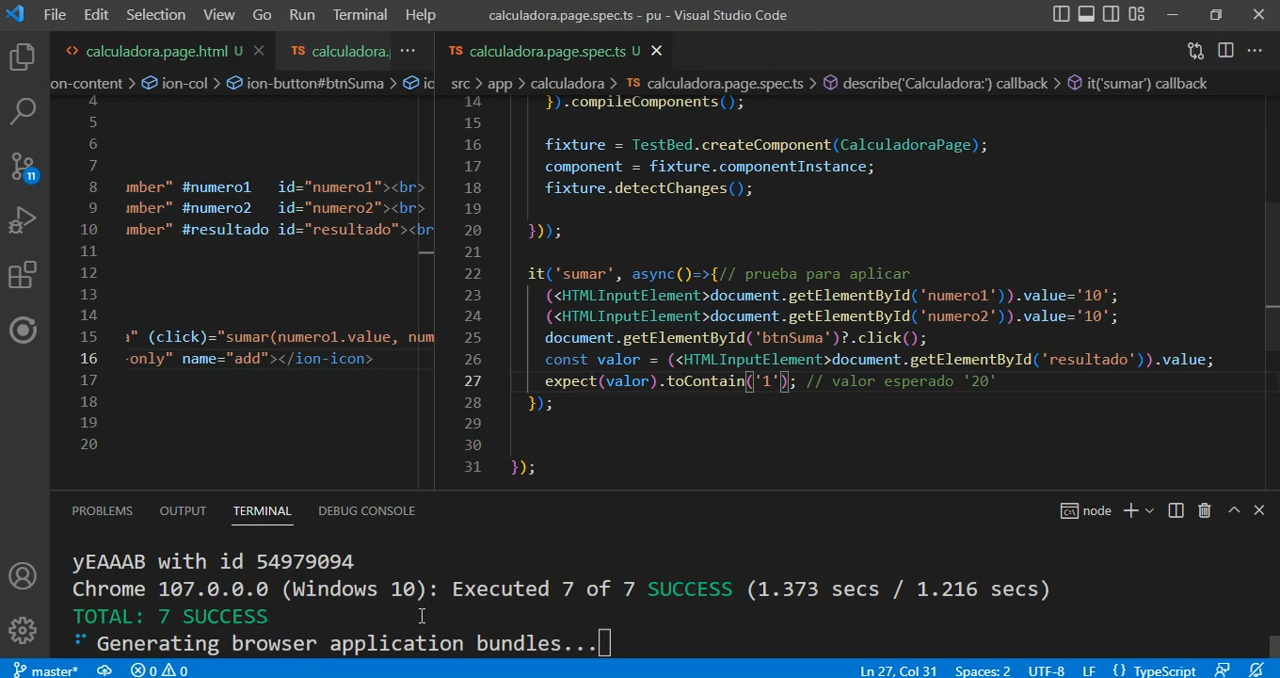 File Edit Selection View Go Run Terminal Help calculadora.page.spec.ts - pu - Visual Studio Code
calculadora.page.html U TS calculadora. ...
TS calculadora.page.spec.ts U
on-content > ion-col > ion-button#btnSuma >
src > app > calculadora > TS calculadora.page.spec.ts > describe('Calculadora:') callback > it('sumar') callback
4
5
6
7
8 umber" #numero1 id="numero1"><br>
9 umber" #numero2 id="numero2"><br>
10 umber" #resultado id="resultado"><br
11
12
13
14
15 a" (click)="sumar(numero1.value, num
16 -only" name="add"></ion-icon>
17
18
19
20
14 }).compileComponents();
15
16 fixture = TestBed.createComponent(CalculadoraPage);
17 component = fixture.componentInstance;
18 fixture.detectChanges();
19
20 }));
21
22 it('sumar', async()=>{// prueba para aplicar
23 (<HTMLInputElement>document.getElementById('numero1')).value='10';
24 (<HTMLInputElement>document.getElementById('numero2')).value='10';
25 document.getElementById('btnSuma')?.click();
26 const valor = (<HTMLInputElement>document.getElementById('resultado')).value;
27 expect(valor).toContain('1'); // valor esperado '20'
28 });
29
30
31 });
PROBLEMS OUTPUT TERMINAL DEBUG CONSOLE node
yEAAAB with id 54979094
Chrome 107.0.0.0 (Windows 10): Executed 7 of 7 SUCCESS (1.373 secs / 1.216 secs)
TOTAL: 7 SUCCESS
Generating browser application bundles...
11
master* 0 0 Ln 27, Col 31 Spaces: 2 UTF-8 LF {} TypeScript